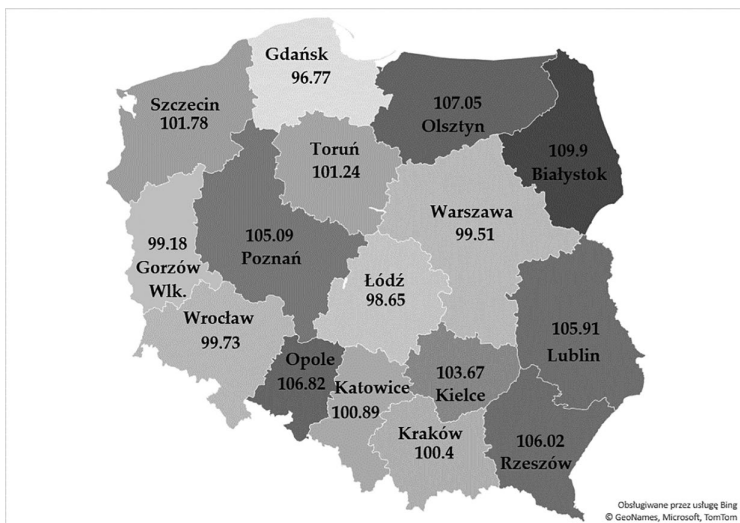 Gdańsk
96.77
Szczecin
101.78
107.05
Olsztyn
Toruń
101.24
109.9
Białystok
Warszawa
99.51
99.18
Gorzów
Wlk.
105.09
Poznań
Łódź
98.65
Wrocław
99.73
105.91
Lublin
Opole
106.82
Katowice
100.89
103.67
Kielce
Kraków
100.4
106.02
Rzeszów
Obsługiwane przez usługę Bing
© GeoNames, Microsoft, TomTom